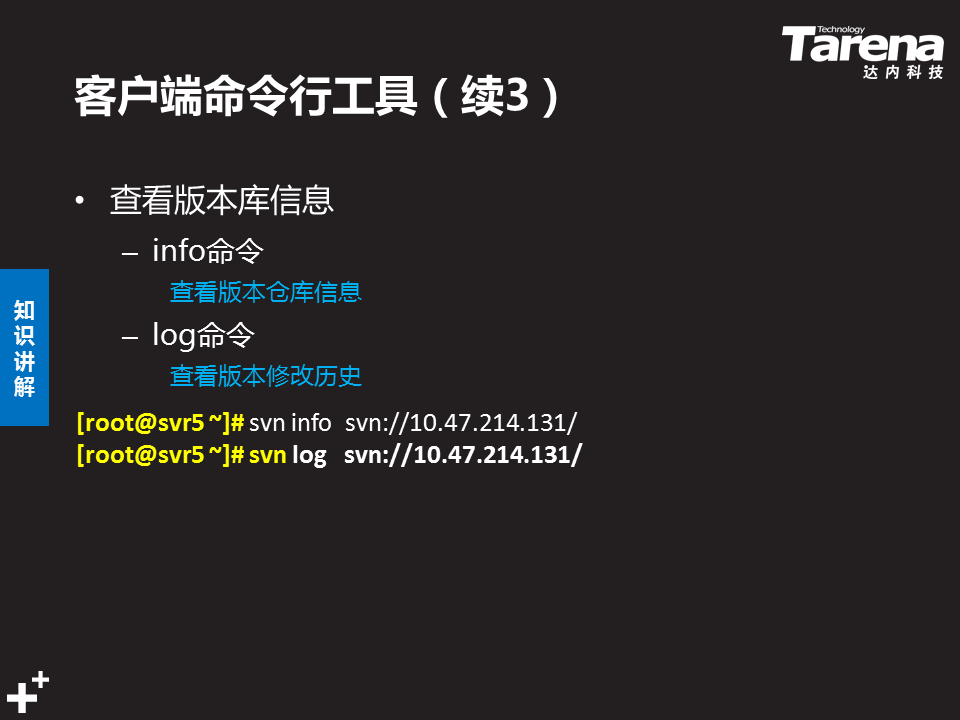 Technology
Tarena
达内科技
客户端命令行工具（续3）
• 查看版本库信息
– info命令
查看版本仓库信息
– log命令
查看版本修改历史
知识讲解
[root@svr5 ~]# svn info  svn://10.47.214.131/
[root@svr5 ~]# svn log   svn://10.47.214.131/